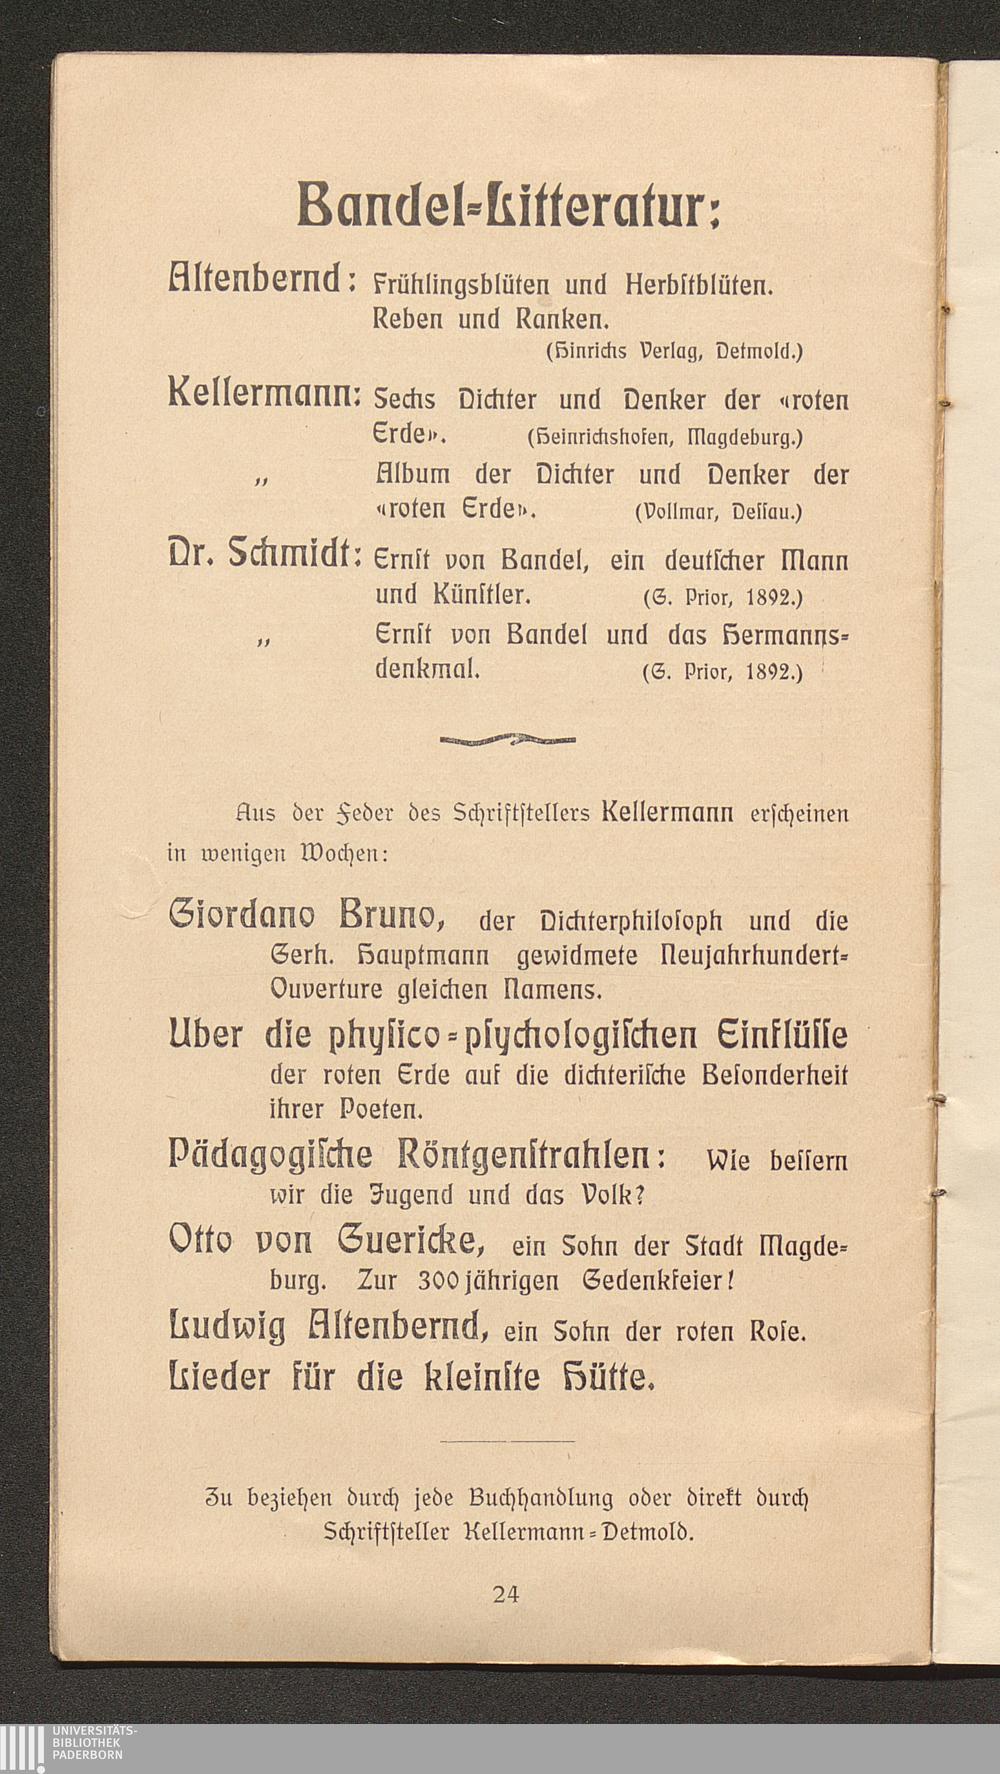 Bandel-Litteratur:
Altenbernd: Frühlingsblüten und Herbstblüten.
Reben und Ranken.
(Hinrichs Verlag, Detmold.)
Kellermann: Sechs Dichter und Denker der «roten
Erde». (Heinrichshofen, Magdeburg.)
„ Album der Dichter und Denker der
«roten Erde». (Vollmar, Dessau.)
Dr. Schmidt: Ernst von Bandel, ein deutscher Mann
und Künstler. (G. Prior, 1892.)
„ Ernst von Bandel und das Hermanns-
denkmal. (G. Prior, 1892.)
Aus der Feder des Schriftstellers Kellermann erscheinen
in wenigen Wochen:
Giordano Bruno, der Dichterphilosoph und die
Gerh. Hauptmann gewidmete Neujahrhundert-
Ouverture gleichen Namens.
Uber die physico-psychologischen Einflüsse
der roten Erde auf die dichterische Besonderheit
ihrer Poeten.
Pädagogische Röntgenstrahlen: Wie bessern
wir die Jugend und das Volk?
Otto von Guericke, ein Sohn der Stadt Magde-
burg. Zur 300jährigen Gedenkfeier!
Ludwig Altenbernd, ein Sohn der roten Rose.
Lieder für die kleinste Hütte.
Zu beziehen durch jede Buchhandlung oder direkt durch
Schriftsteller Kellermann-Detmold.
24
UNIVERSITÄTS-
BIBLIOTHEK
PADERBORN